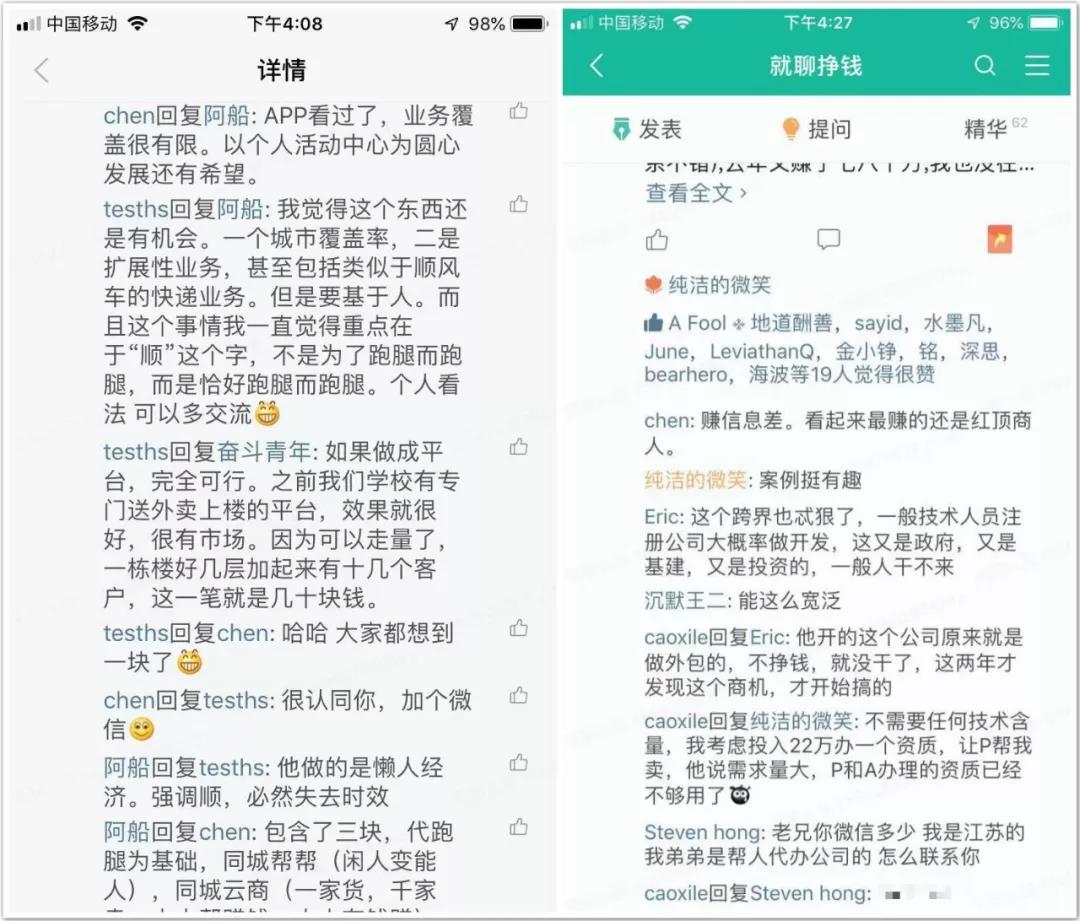 中国移动 下午4:08 98%
详情
chen回复阿船: APP看过了，业务覆
盖很有限。以个人活动中心为圆心
发展还有希望。
tesths回复阿船: 我觉得这个东西还
是有机会。一个城市覆盖率，二是
扩展性业务，甚至包括类似于顺风
车的快递业务。但是要基于人。而
且这个事情我一直觉得重点在
于“顺”这个字，不是为了跑腿而跑
腿，而是恰好跑腿而跑腿。个人看
法 可以多交流😁
tesths回复奋斗青年: 如果做成平
台，完全可行。之前我们学校有专
门送外卖上楼的平台，效果就很
好，很有市场。因为可以走量了，
一栋楼好几层加起来有十几个客
户，这一笔就是几十块钱。
tesths回复chen: 哈哈 大家都想到
一块了😁
chen回复tesths: 很认同你，加个微
信🙂
阿船回复tesths: 他做的是懒人经
济。强调顺，必然失去时效
阿船回复chen: 包含了三块，代跑
腿为基础，同城帮帮（闲人变能
人），同城云商（一家货，千家
中国移动 下午4:27 96%
就聊挣钱
发表 提问 精华 62
查看全文
纯洁的微笑
A Fool ❖ 地道酬善，sayid，水墨凡，
June，LeviathanQ，金小铮，铭，深思，
bearhero，海波等19人觉得很赞
chen: 赚信息差。看起来最赚的还是红顶商
人。
纯洁的微笑: 案例挺有趣
Eric: 这个跨界也忒狠了，一般技术人员注
册公司大概率做开发，这又是政府，又是
基建，又是投资的，一般人干不来
沉默王二: 能这么宽泛
caoxile回复Eric: 他开的这个公司原来就是
做外包的，不挣钱，就没干了，这两年才
发现这个商机，才开始搞的
caoxile回复纯洁的微笑: 不需要任何技术含
量，我考虑投入22万办一个资质，让P帮我
卖，他说需求量大，P和A办理的资质已经
不够用了
Steven hong: 老兄你微信多少 我是江苏的
我弟弟是帮人代办公司的 怎么联系你
caoxile回复Steven hong: